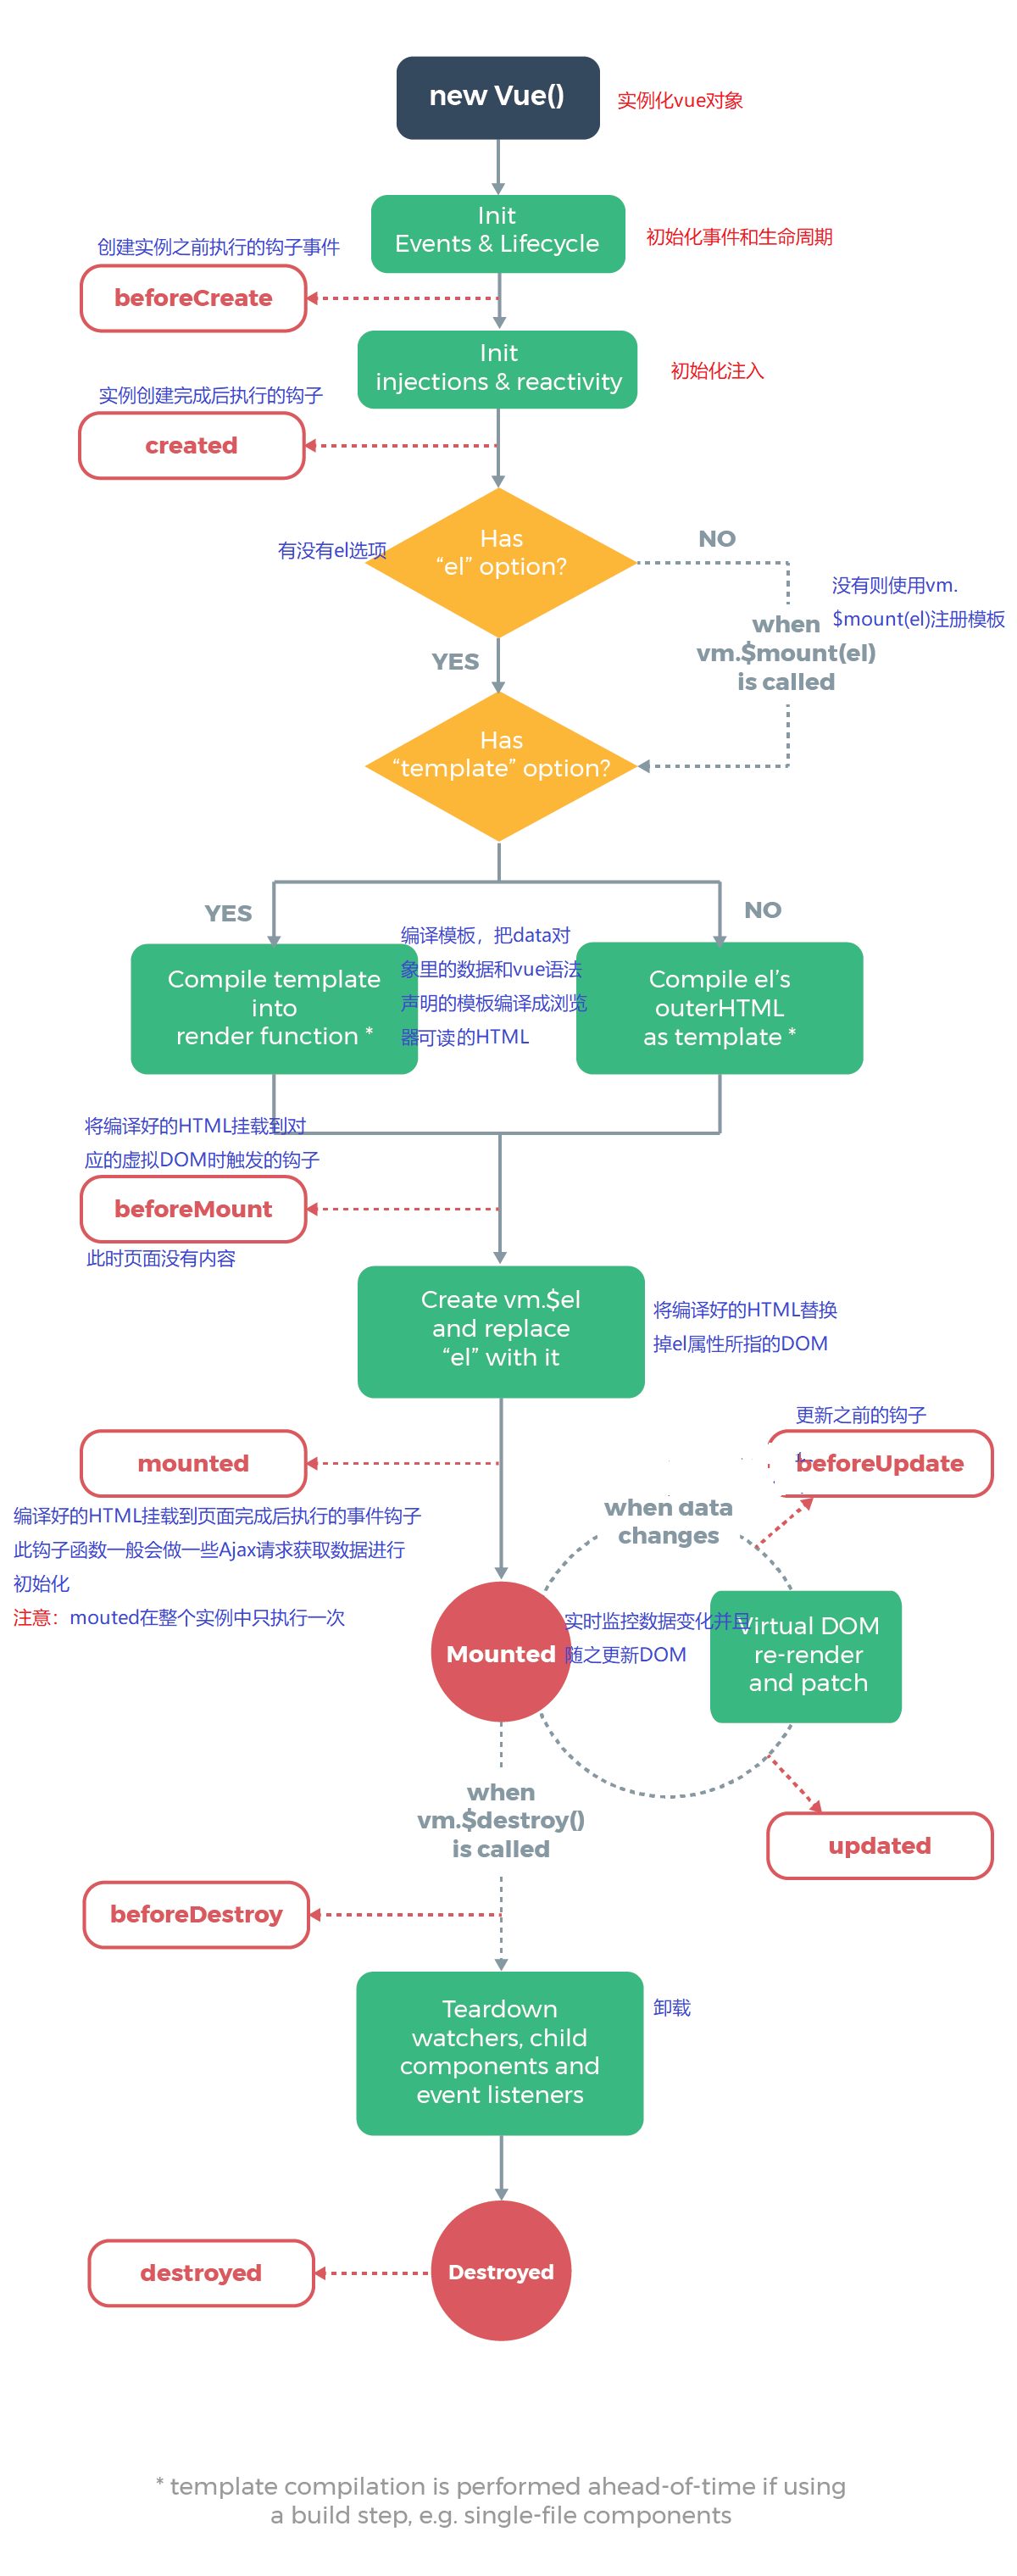 new Vue()
实例化vue对象
Init
Events & Lifecycle
初始化事件和生命周期
创建实例之前执行的钩子事件
beforeCreate
Init
injections & reactivity
初始化注入
实例创建完成后执行的钩子
created
Has
“el” option?
有没有el选项
NO
没有则使用vm.
$mount(el)注册模板
when
vm.$mount(el)
is called
YES
Has
“template” option?
YES
NO
Compile template
into
render function *
编译模板，把data对
象里的数据和vue语法
声明的模板编译成浏览
器可读的HTML
Compile el’s
outerHTML
as template *
将编译好的HTML挂载到对
应的虚拟DOM时触发的钩子
beforeMount
此时页面没有内容
Create vm.$el
and replace
“el” with it
将编译好的HTML替换
掉el属性所指的DOM
更新之前的钩子
mounted
beforeUpdate
编译好的HTML挂载到页面完成后执行的事件钩子
此钩子函数一般会做一些Ajax请求获取数据进行
初始化
注意：mouted在整个实例中只执行一次
when data
changes
Mounted
实时监控数据变化并且
随之更新DOM
Virtual DOM
re-render
and patch
when
vm.$destroy()
is called
updated
beforeDestroy
Teardown
watchers, child
components and
event listeners
卸载
destroyed
Destroyed
* template compilation is performed ahead-of-time if using
a build step, e.g. single-file components